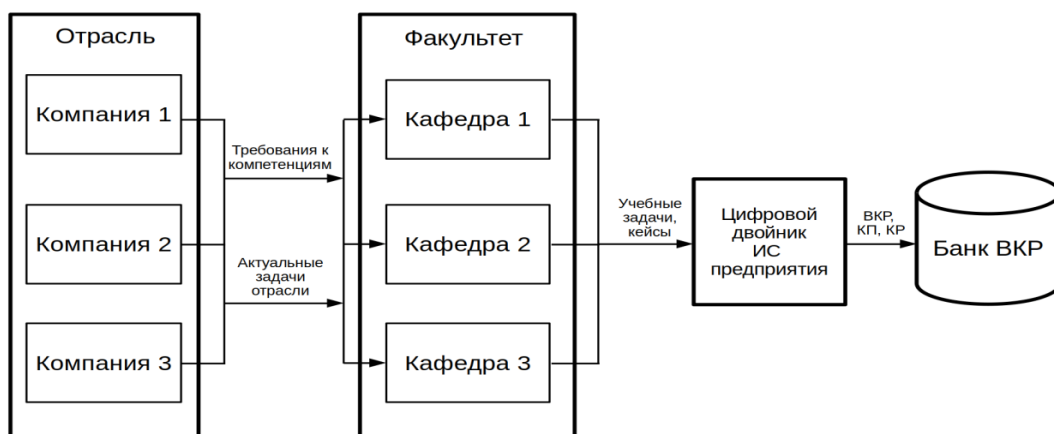 Отрасль
Компания 1
Компания 2
Компания 3
Требования к
компетенциям
Актуальные
задачи
отрасли
Факультет
Кафедра 1
Кафедра 2
Кафедра 3
Учебные
задачи,
кейсы
Цифровой
двойник
ИС
предприятия
ВКР,
КП, КР
Банк ВКР